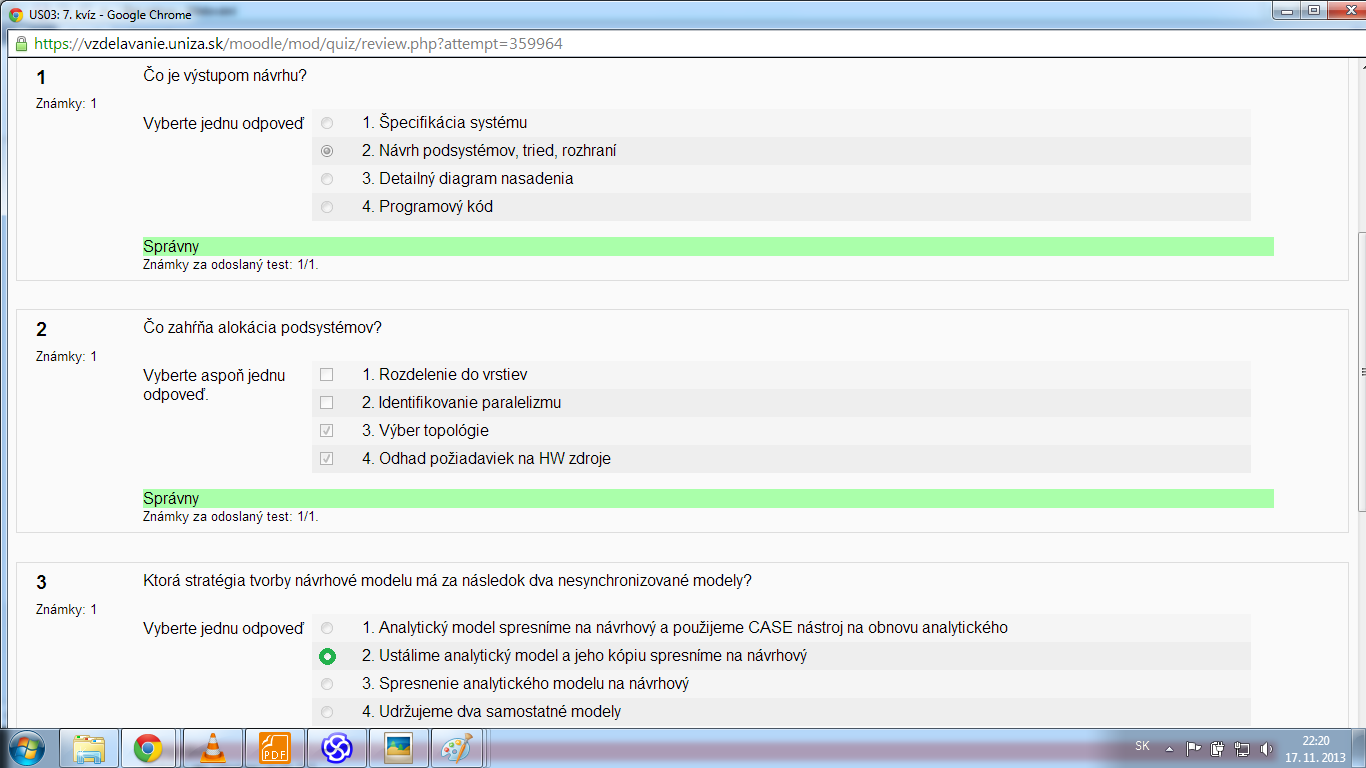 US03: 7. kvíz - Google Chrome
https://vzdelavanie.uniza.sk/moodle/mod/quiz/review.php?attempt=359964
1
Známky: 1
Čo je výstupom návrhu?
Vyberte jednu odpoveď
1. Špecifikácia systému
2. Návrh podsystémov, tried, rozhraní
3. Detailný diagram nasadenia
4. Programový kód
Správny
Známky za odoslaný test: 1/1.
2
Známky: 1
Čo zahŕňa alokácia podsystémov?
Vyberte aspoň jednu
odpoveď.
1. Rozdelenie do vrstiev
2. Identifikovanie paralelizmu
3. Výber topológie
4. Odhad požiadaviek na HW zdroje
Správny
Známky za odoslaný test: 1/1.
3
Známky: 1
Ktorá stratégia tvorby návrhové modelu má za následok dva nesynchronizované modely?
Vyberte jednu odpoveď
1. Analytický model spresníme na návrhový a použijeme CASE nástroj na obnovu analytického
2. Ustálime analytický model a jeho kópiu spresníme na návrhový
3. Spresnenie analytického modelu na návrhový
4. Udržujeme dva samostatné modely
PDF
SK
22:20
17. 11. 2013